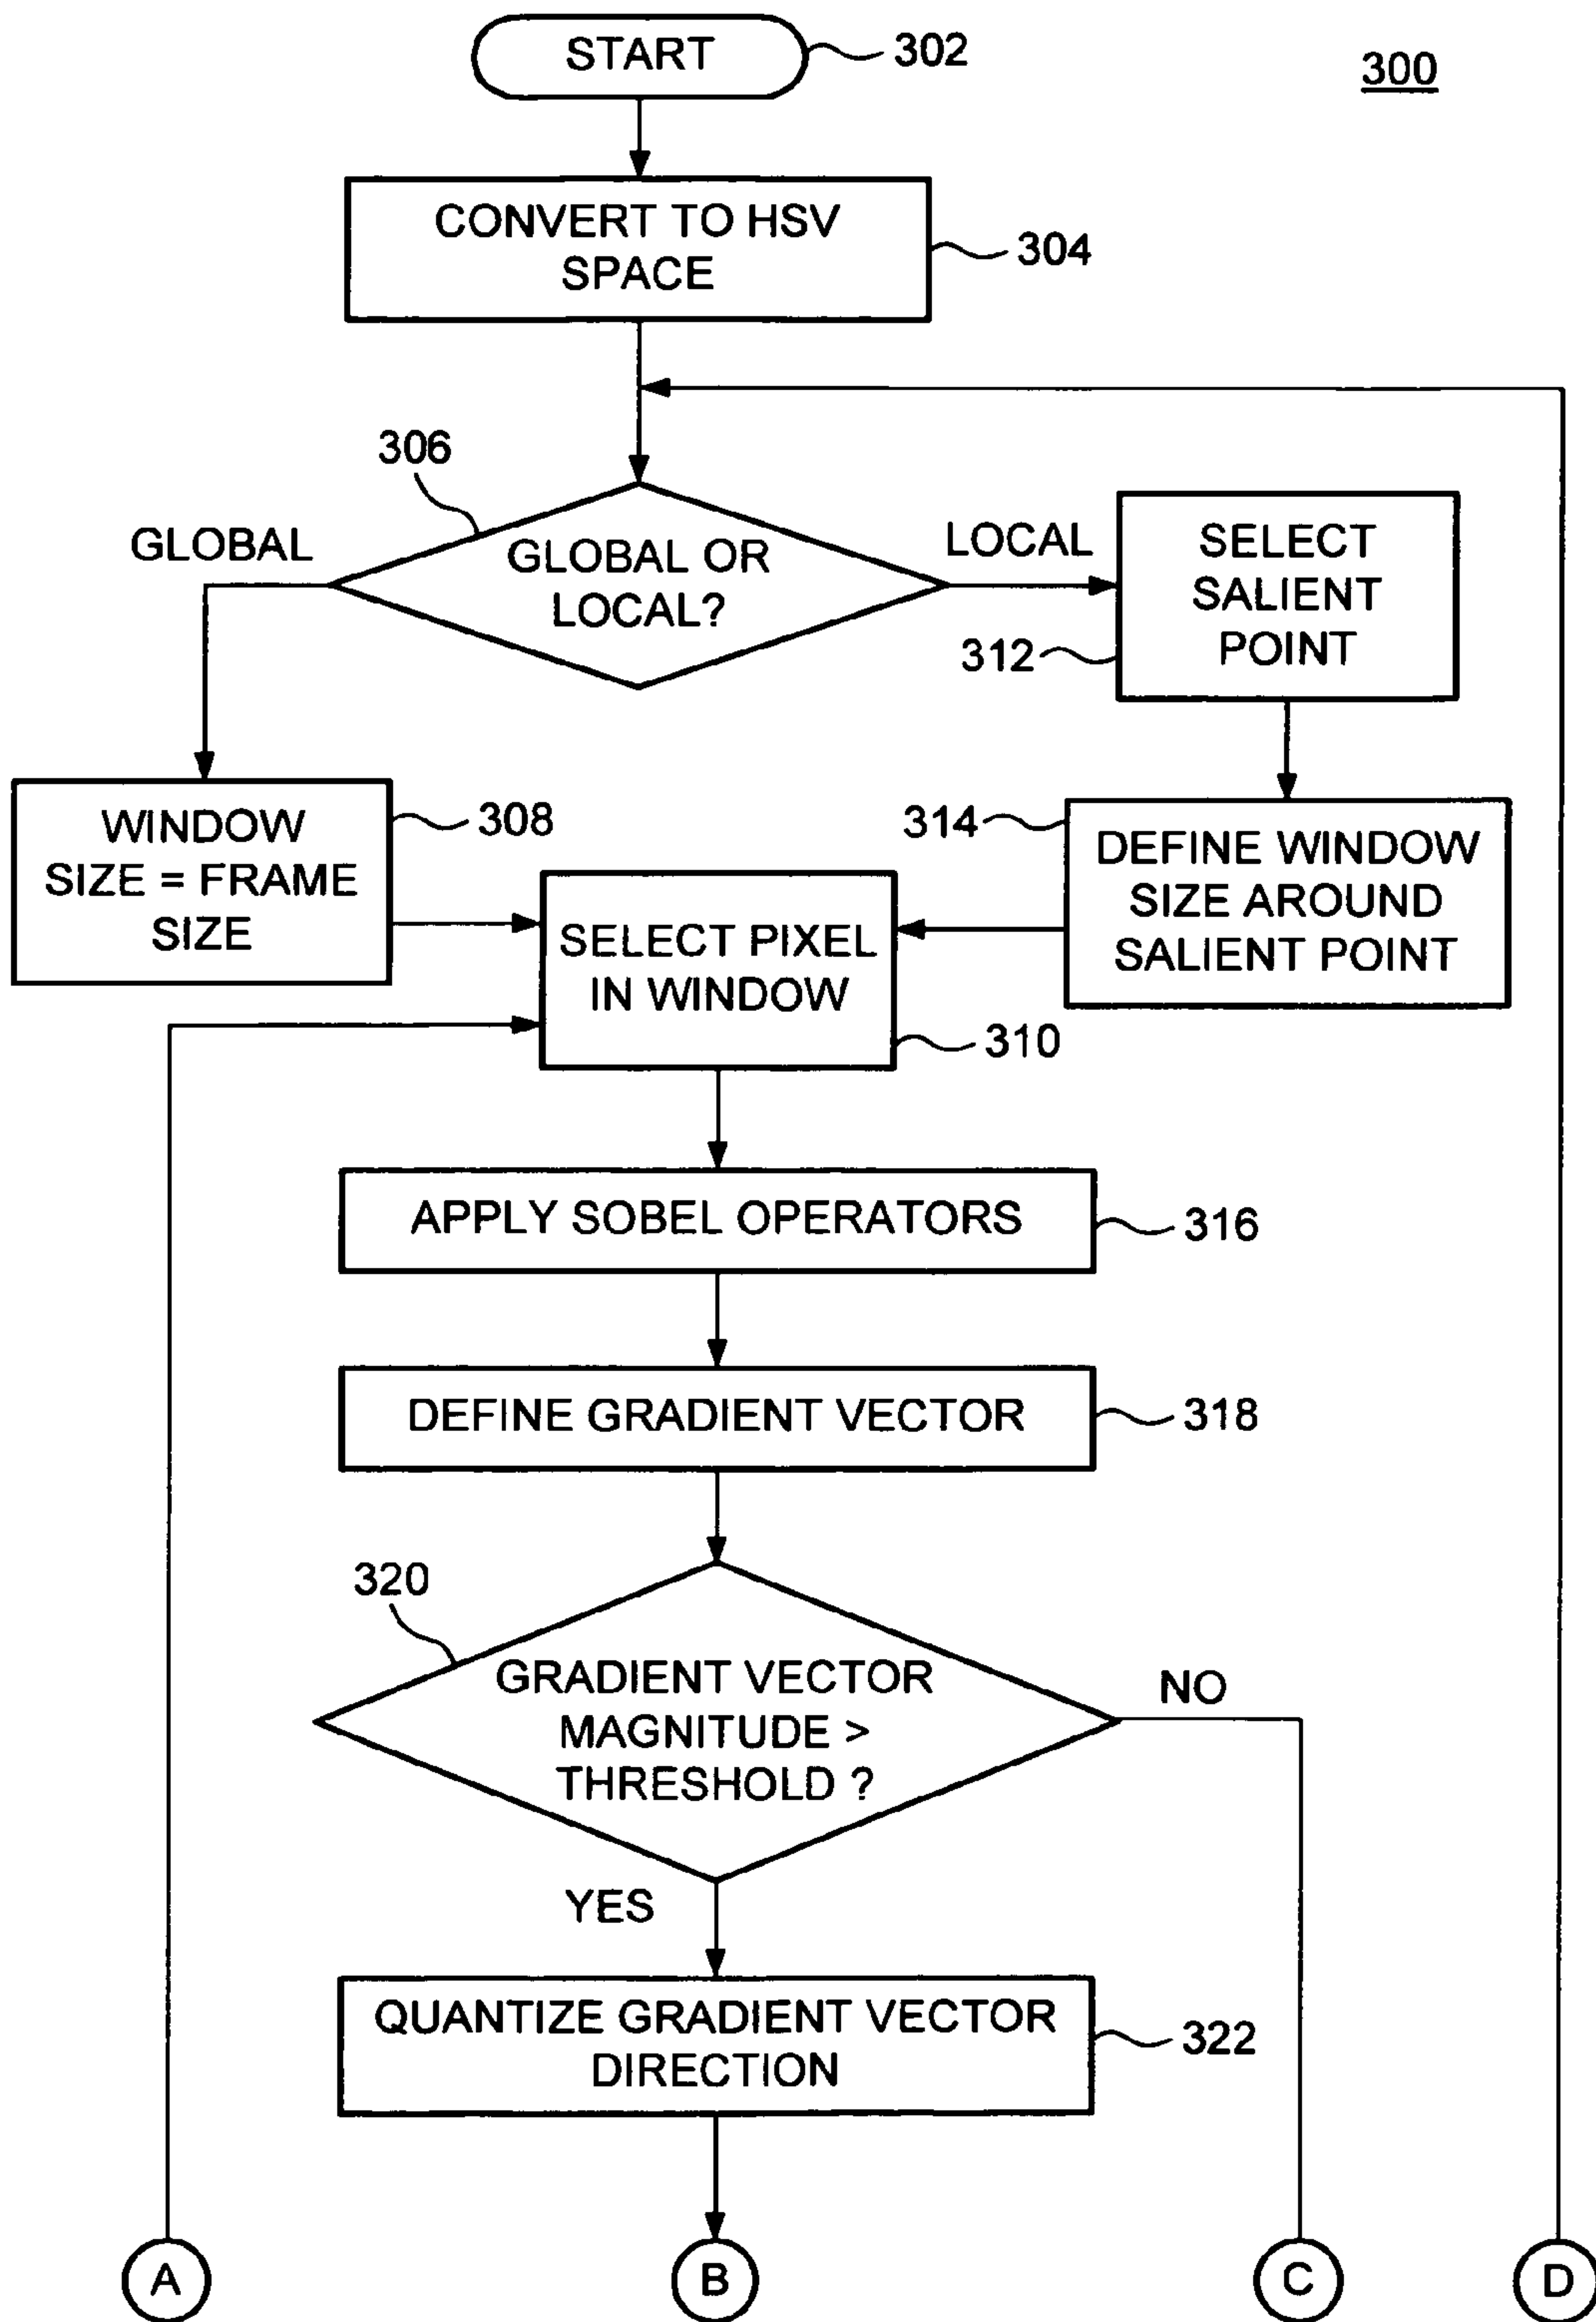 START
302
300
CONVERT TO HSV
SPACE
304
306
GLOBAL
GLOBAL OR
LOCAL?
LOCAL
SELECT
SALIENT
POINT
312
WINDOW
SIZE = FRAME
SIZE
308
314
DEFINE WINDOW
SIZE AROUND
SALIENT POINT
SELECT PIXEL
IN WINDOW
310
APPLY SOBEL OPERATORS
316
DEFINE GRADIENT VECTOR
318
320
GRADIENT VECTOR
MAGNITUDE >
THRESHOLD ?
NO
YES
QUANTIZE GRADIENT VECTOR
DIRECTION
322
A
B
C
D